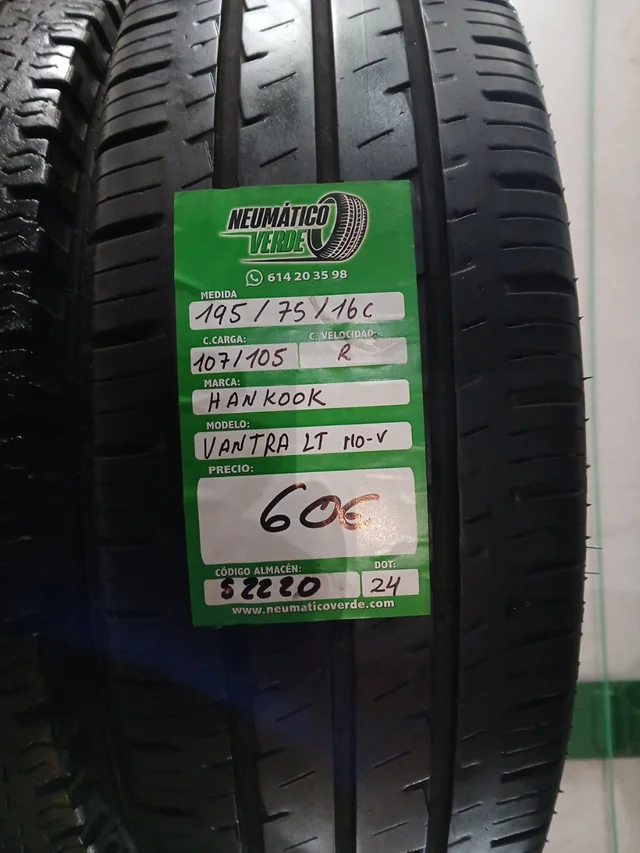 NEUMÁTICO
VERDE
614 20 35 98
MEDIDA
195/75/16C
C.CARGA: C. VELOCIDAD:
107/105 R
MARCA:
HANKOOK
MODELO:
VANTRA LT MO-V
PRECIO:
60€
CÓDIGO ALMACÉN: DOT:
S2220 24
www.neumaticoverde.com